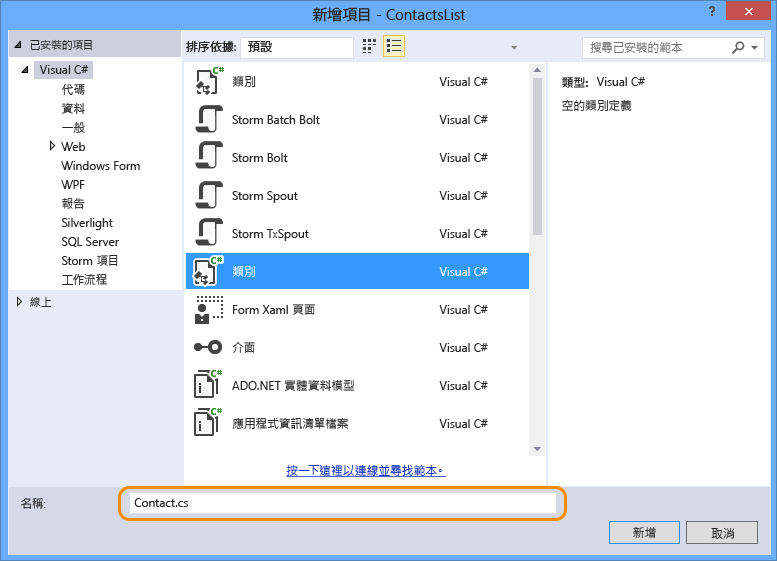 新增項目 - ContactsList
?
已安裝的項目
排序依據: 預設
搜尋已安裝的範本
Visual C#
代碼
資料
一般
Web
Windows Form
WPF
報告
Silverlight
SQL Server
Storm 項目
工作流程
線上
類別 Visual C#
Storm Batch Bolt Visual C#
Storm Bolt Visual C#
Storm Spout Visual C#
Storm TxSpout Visual C#
類別 Visual C#
Form Xaml 頁面 Visual C#
介面 Visual C#
ADO.NET 實體資料模型 Visual C#
應用程式資訊清單檔案 Visual C#
按一下這裡以連線並尋找範本。
類型: Visual C#
空的類別定義
名稱: Contact.cs
新增 取消